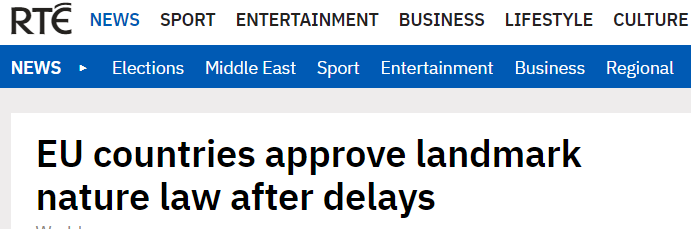 RTÉ NEWS SPORT ENTERTAINMENT BUSINESS LIFESTYLE CULTURE
NEWS Elections Middle East Sport Entertainment Business Regional
EU countries approve landmark
nature law after delays